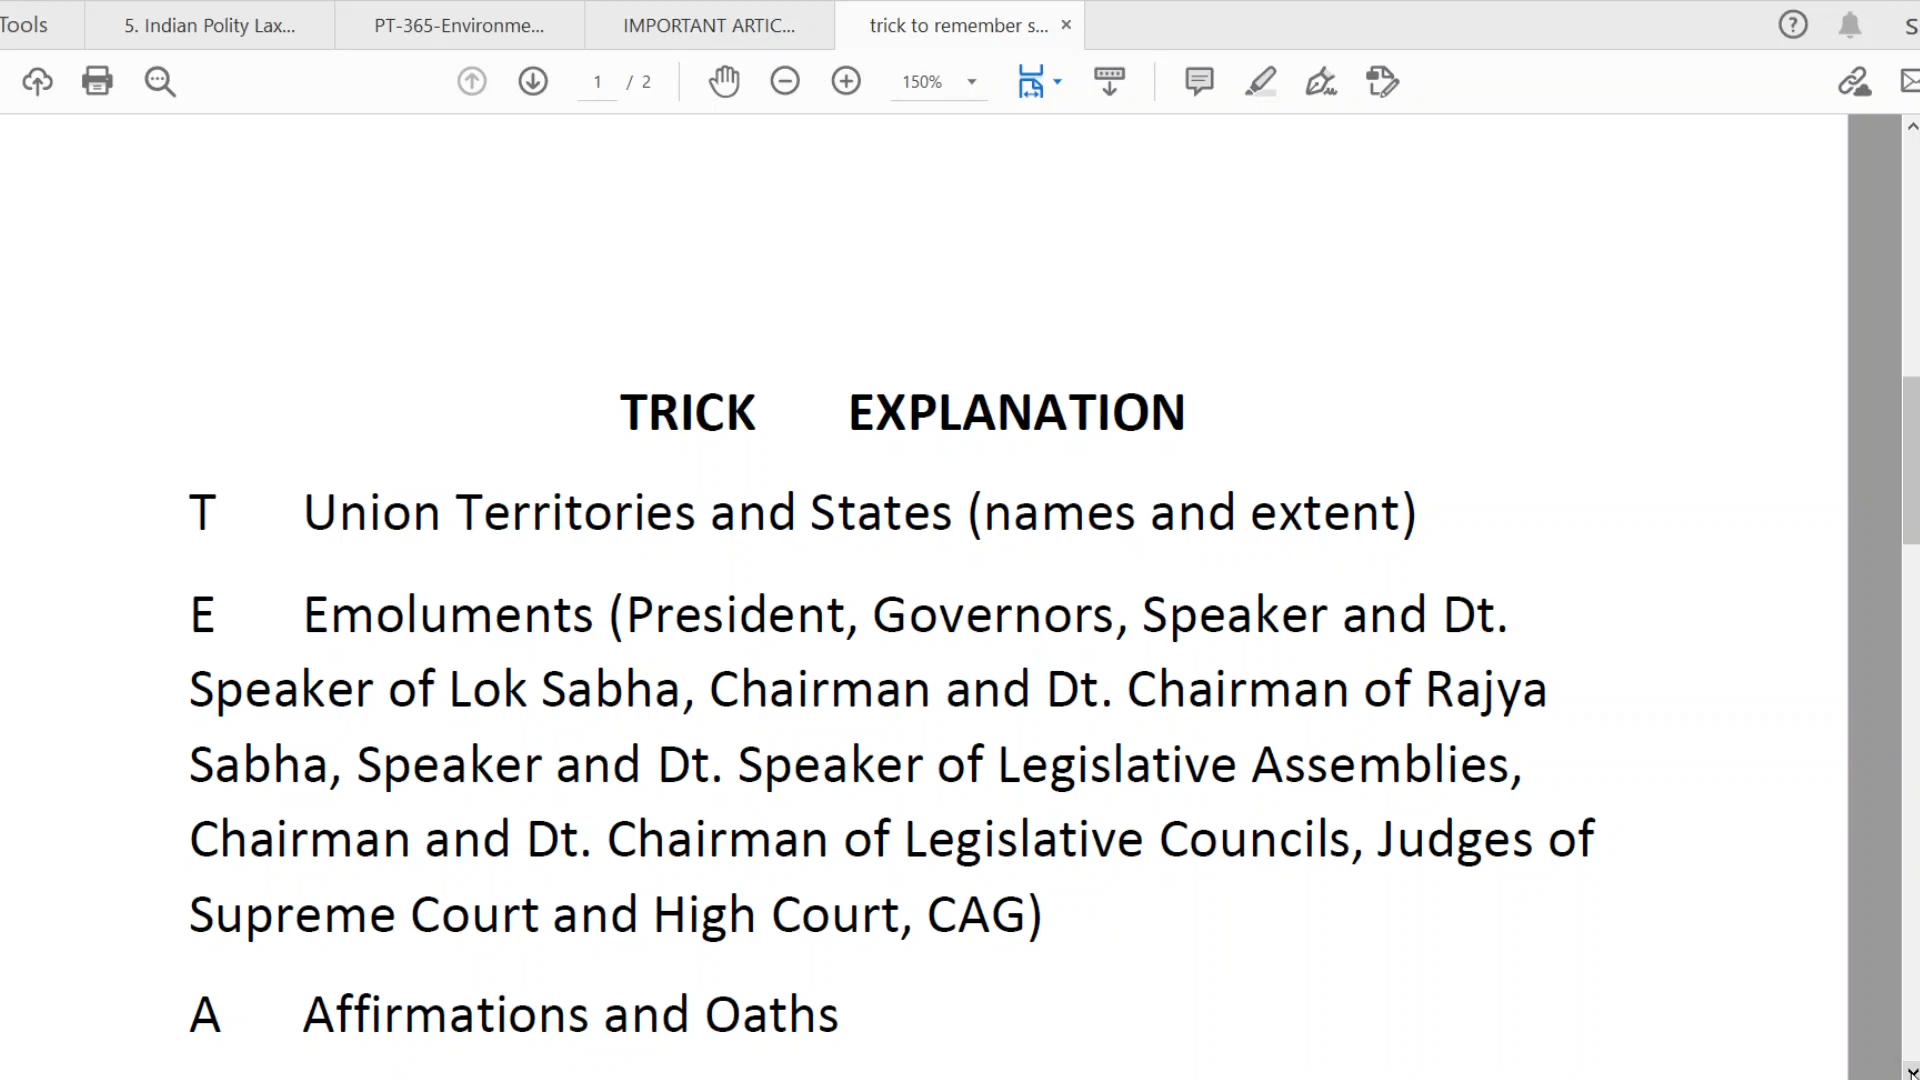 Tools 5. Indian Polity Lax... PT-365-Environme... IMPORTANT ARTIC... trick to remember s... ×
1 / 2 150%
TRICK EXPLANATION
T Union Territories and States (names and extent)
E Emoluments (President, Governors, Speaker and Dt.
Speaker of Lok Sabha, Chairman and Dt. Chairman of Rajya
Sabha, Speaker and Dt. Speaker of Legislative Assemblies,
Chairman and Dt. Chairman of Legislative Councils, Judges of
Supreme Court and High Court, CAG)
A Affirmations and Oaths